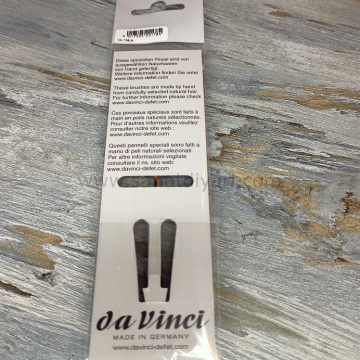 Diese speziellen Pinsel sind von
ausgewählten Naturhaaren
von Hand gefertigt.
Weitere Information finden Sie unter
www.davinci-defet.com
These brushes are made by hand
from carefully selected natural hair.
For further information please check
www.davinci-defet.com
Ces pinceaux spéciaux sont faits à
main en poils naturels sélectionnés.
Pour d'autres informations veuillez
consulter notre site web :
www.davinci-defet.com
Questi pennelli speciali sono fatti a
mano di peli naturali selezionati.
Per altre informazioni vogliate
consultare il ns. sito web:
www.davinci-defet.com
da Vinci
MADE IN GERMANY
www.davinci-defet.com